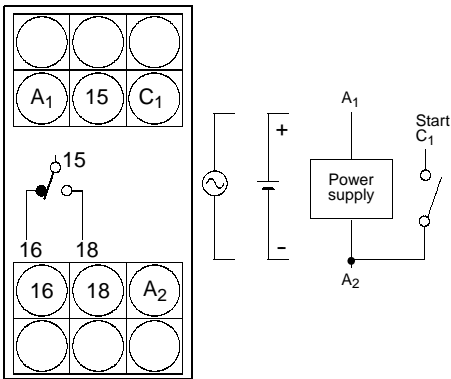 A1 15 C1
15
16 18
16 18 A2
+
−
A1
Power
supply
A2
Start
C1